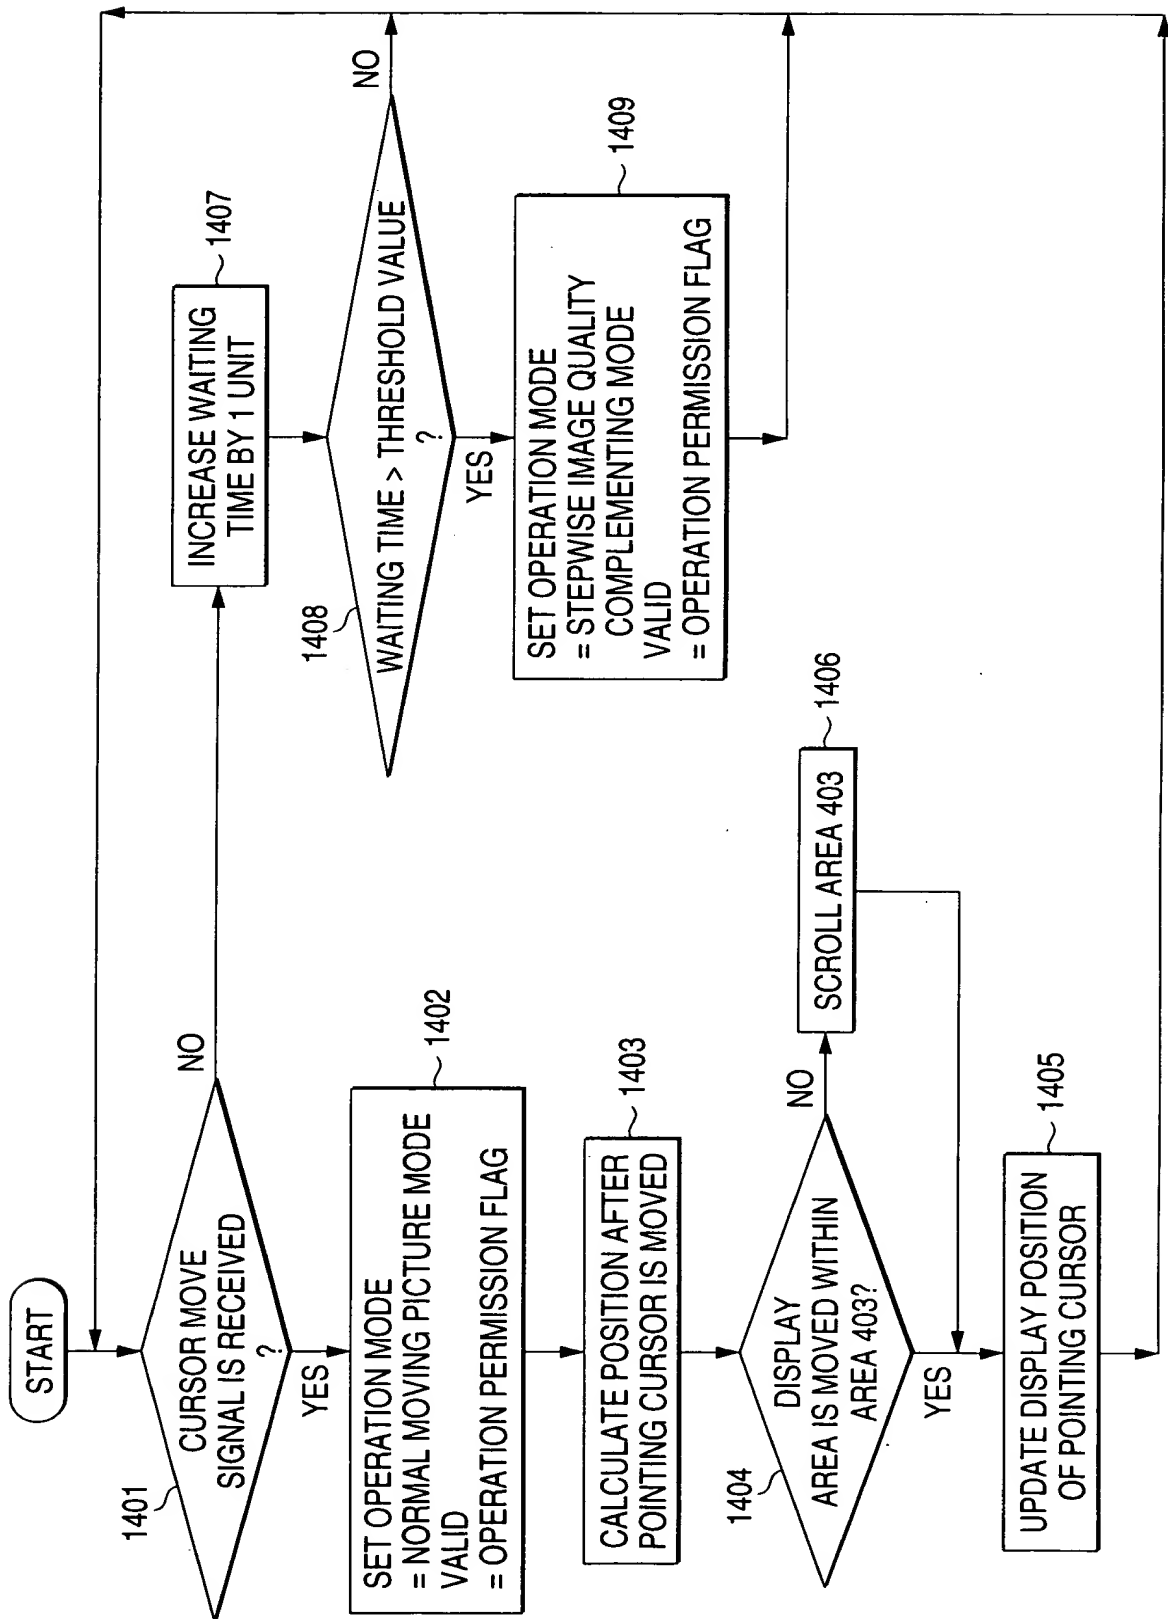 START
1401
CURSOR MOVE
SIGNAL IS RECEIVED
?
NO
YES
1402
SET OPERATION MODE
= NORMAL MOVING PICTURE MODE
VALID
= OPERATION PERMISSION FLAG
1403
CALCULATE POSITION AFTER
POINTING CURSOR IS MOVED
1404
DISPLAY
AREA IS MOVED WITHIN
AREA 403?
NO
YES
1406
SCROLL AREA 403
1405
UPDATE DISPLAY POSITION
OF POINTING CURSOR
1407
INCREASE WAITING
TIME BY 1 UNIT
1408
WAITING TIME > THRESHOLD VALUE
?
NO
YES
1409
SET OPERATION MODE
= STEPWISE IMAGE QUALITY
COMPLEMENTING MODE
VALID
= OPERATION PERMISSION FLAG